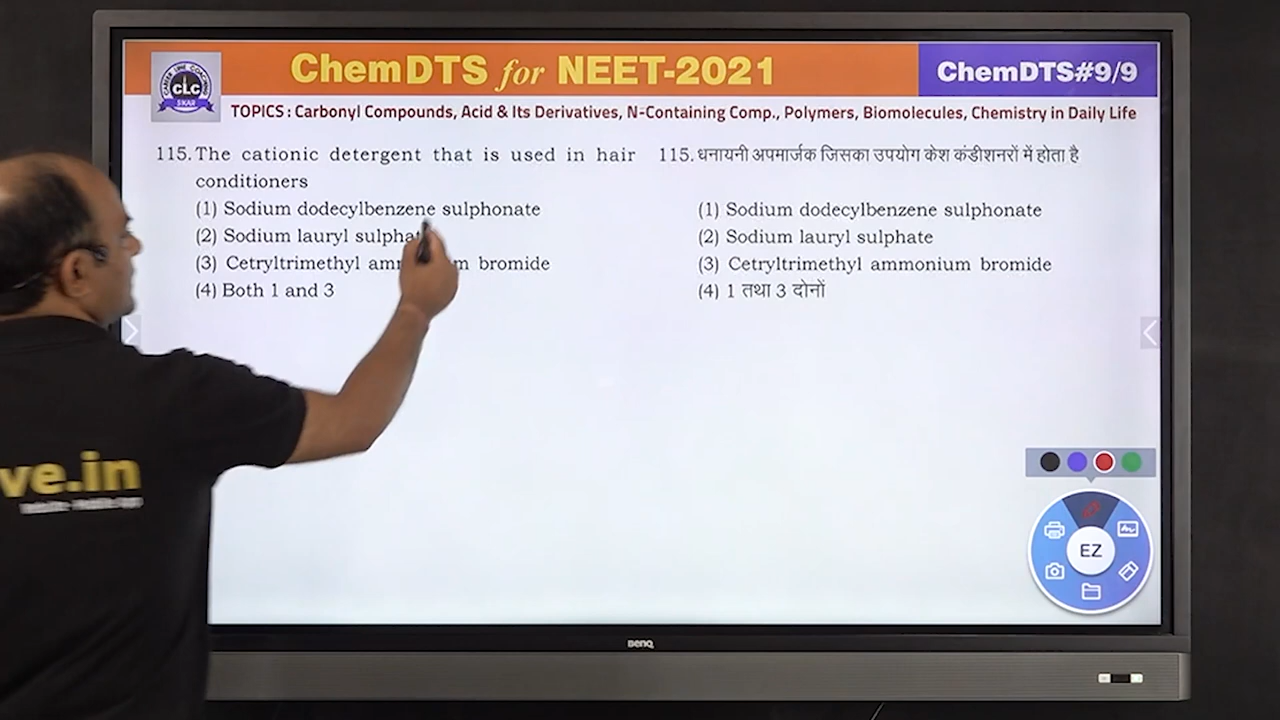 ChemDTS for NEET-2021
ChemDTS#9/9
CLC
SIKAR
TOPICS : Carbonyl Compounds, Acid & Its Derivatives, N-Containing Comp., Polymers, Biomolecules, Chemistry in Daily Life
115. The cationic detergent that is used in hair
conditioners
(1) Sodium dodecylbenzene sulphonate
(2) Sodium lauryl
(3) Cetryltrimethyl bromide
(4) Both 1 and 3
115. धनायनी अपमार्जक जिसका उपयोग केश कंडीशनरों में होता है
(1) Sodium dodecylbenzene sulphonate
(2) Sodium lauryl sulphate
(3) Cetryltrimethyl ammonium bromide
(4) 1 तथा 3 दोनों
ve.in
EZ
BenQ